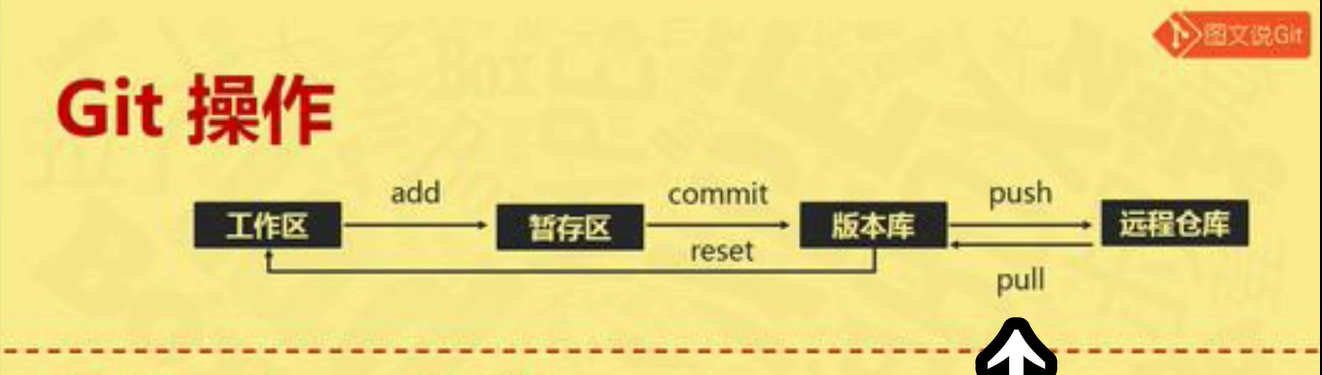 图文说Git
Git 操作
add
commit
push
工作区
暂存区
版本库
远程仓库
reset
pull